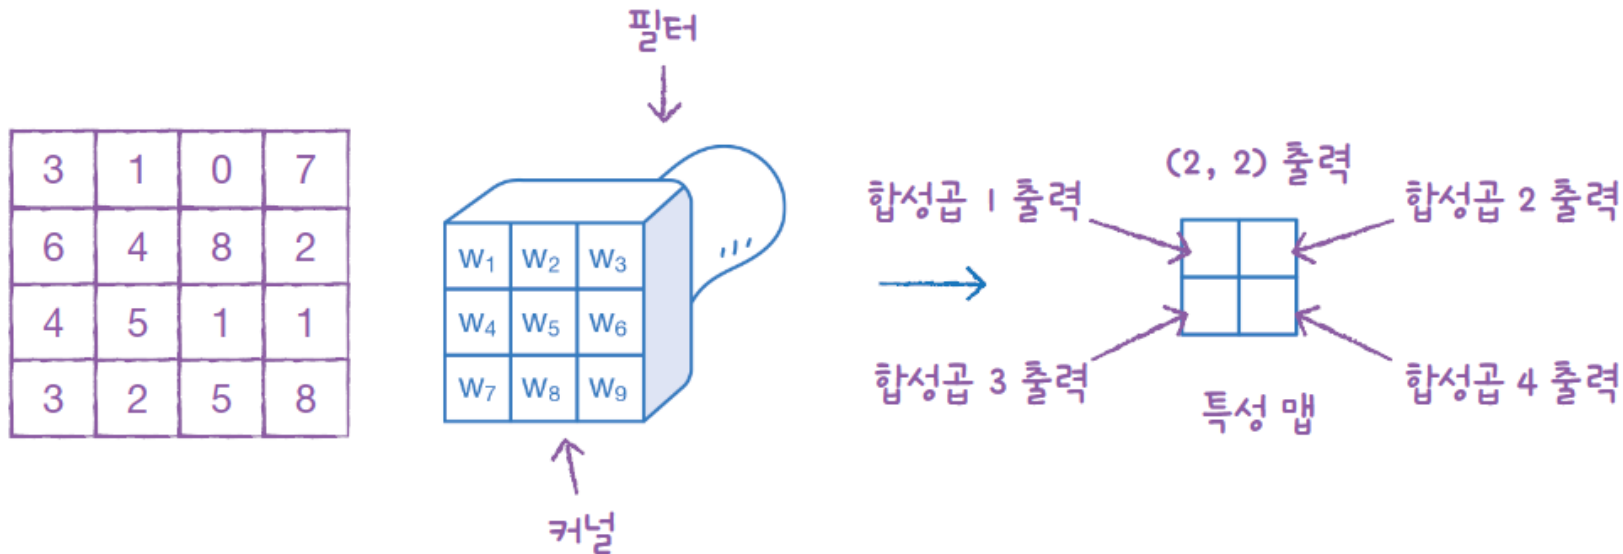 필터
3 1 0 7
6 4 8 2
4 5 1 1
3 2 5 8
w₁ w₂ w₃
w₄ w₅ w₆
w₇ w₈ w₉
커널
(2, 2) 출력
합성곱 1 출력
합성곱 2 출력
합성곱 3 출력
합성곱 4 출력
특성 맵